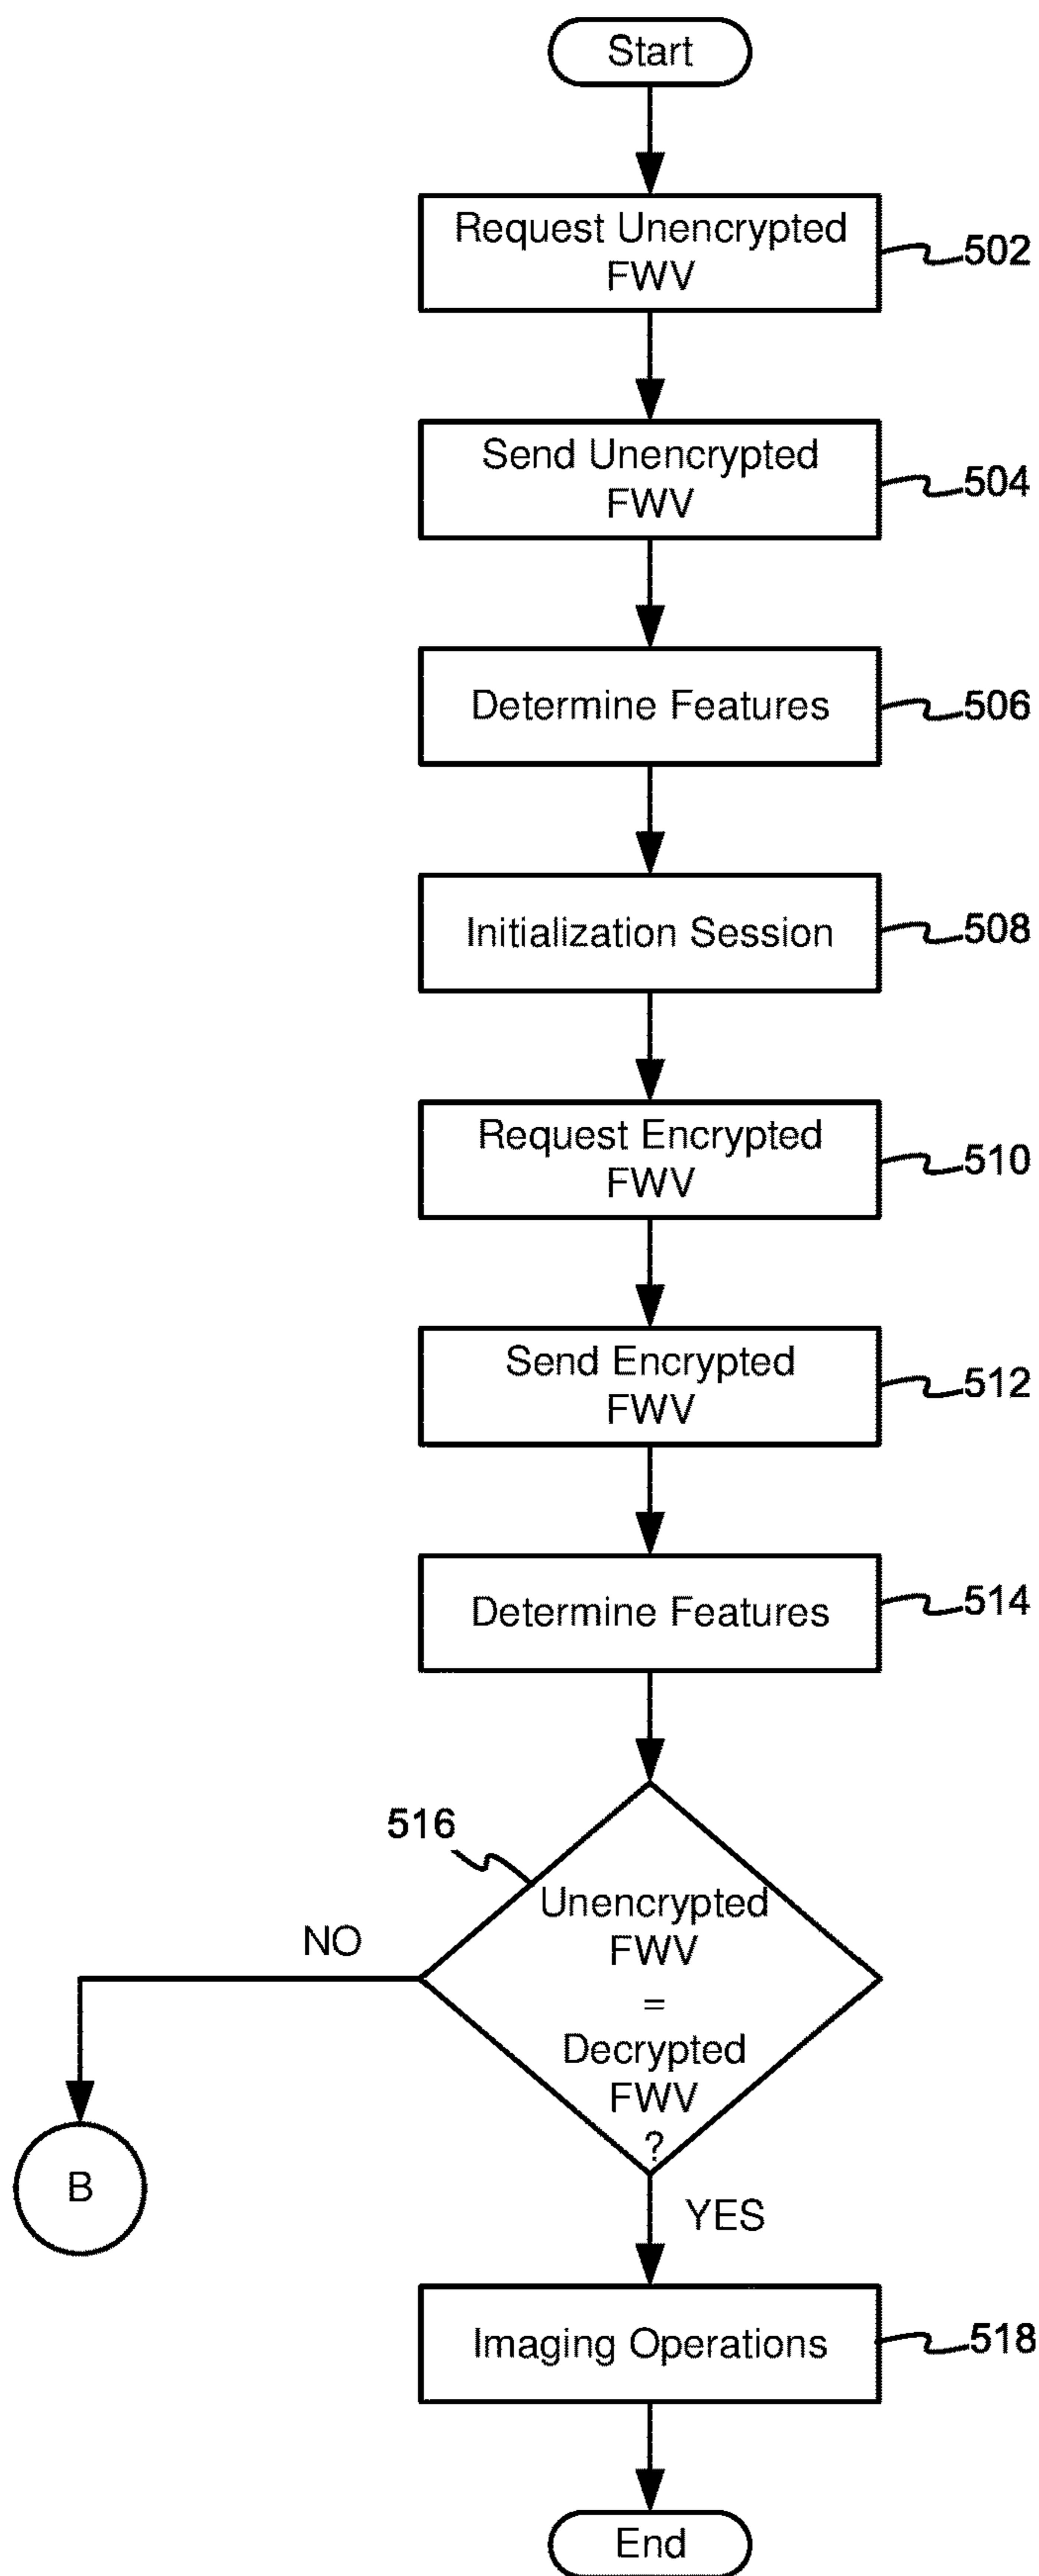 Start
Request Unencrypted
FWV
502
Send Unencrypted
FWV
504
Determine Features
506
Initialization Session
508
Request Encrypted
FWV
510
Send Encrypted
FWV
512
Determine Features
514
516
Unencrypted
FWV
=
Decrypted
FWV
?
NO
B
YES
Imaging Operations
518
End